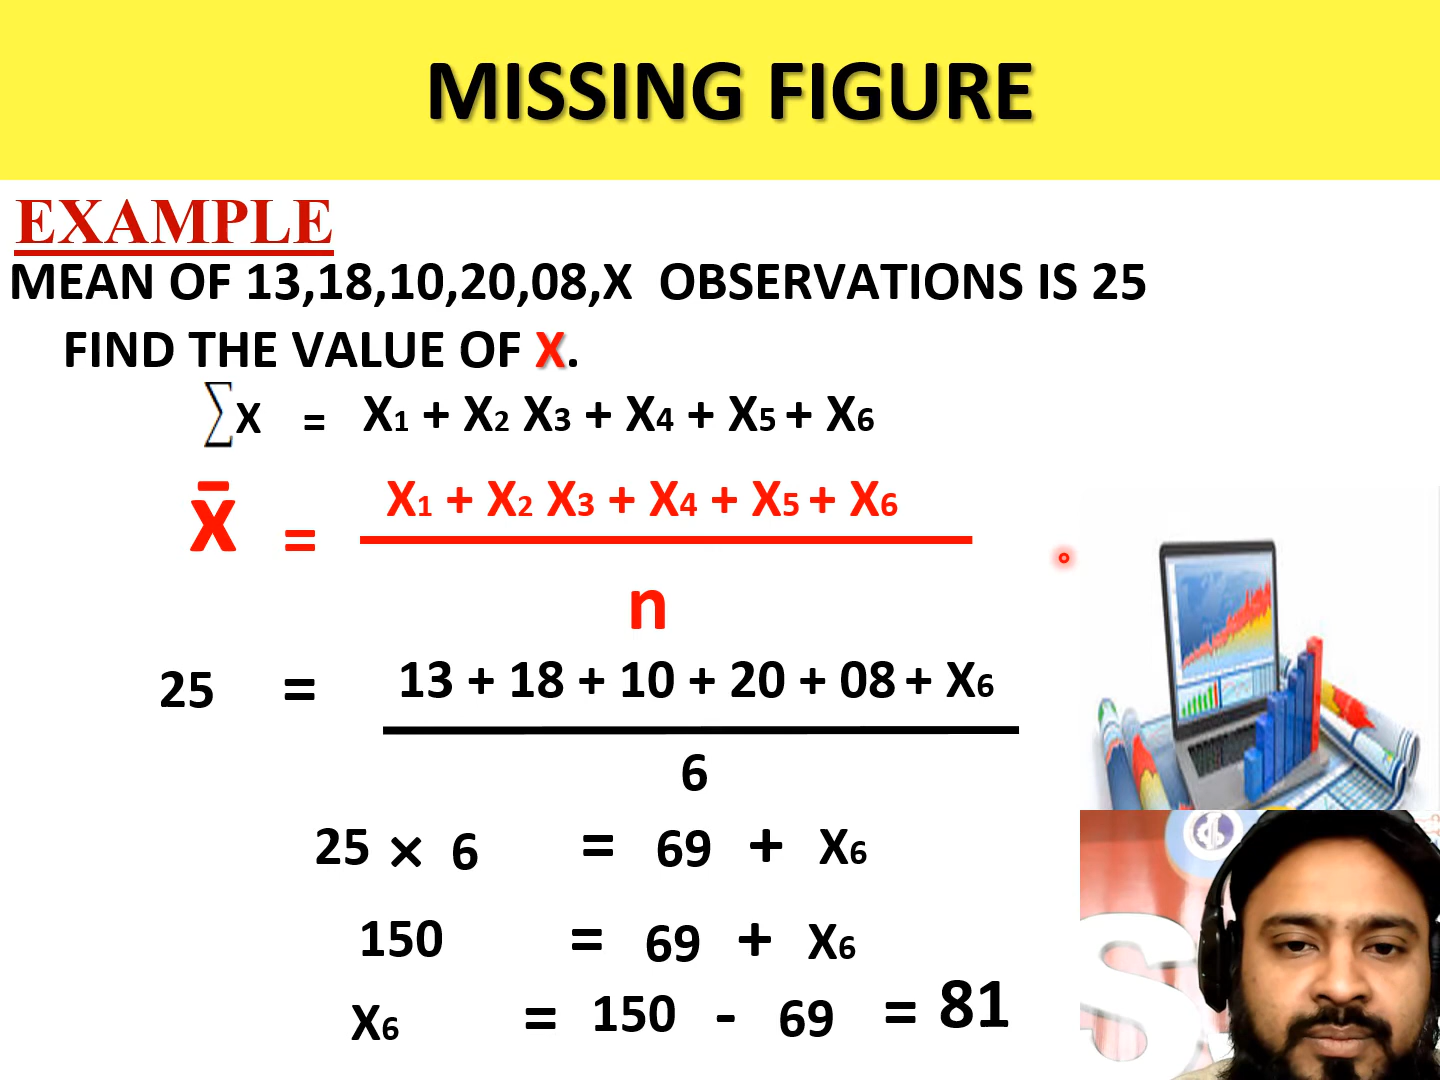 MISSING FIGURE
EXAMPLE
MEAN OF 13,18,10,20,08,X OBSERVATIONS IS 25
FIND THE VALUE OF X.
∑X = X1 + X2 X3 + X4 + X5 + X6
x̄ = X1 + X2 X3 + X4 + X5 + X6
n
25 = 13 + 18 + 10 + 20 + 08 + X6
6
25 × 6 = 69 + X6
150 = 69 + X6
X6 = 150 - 69 = 81
S